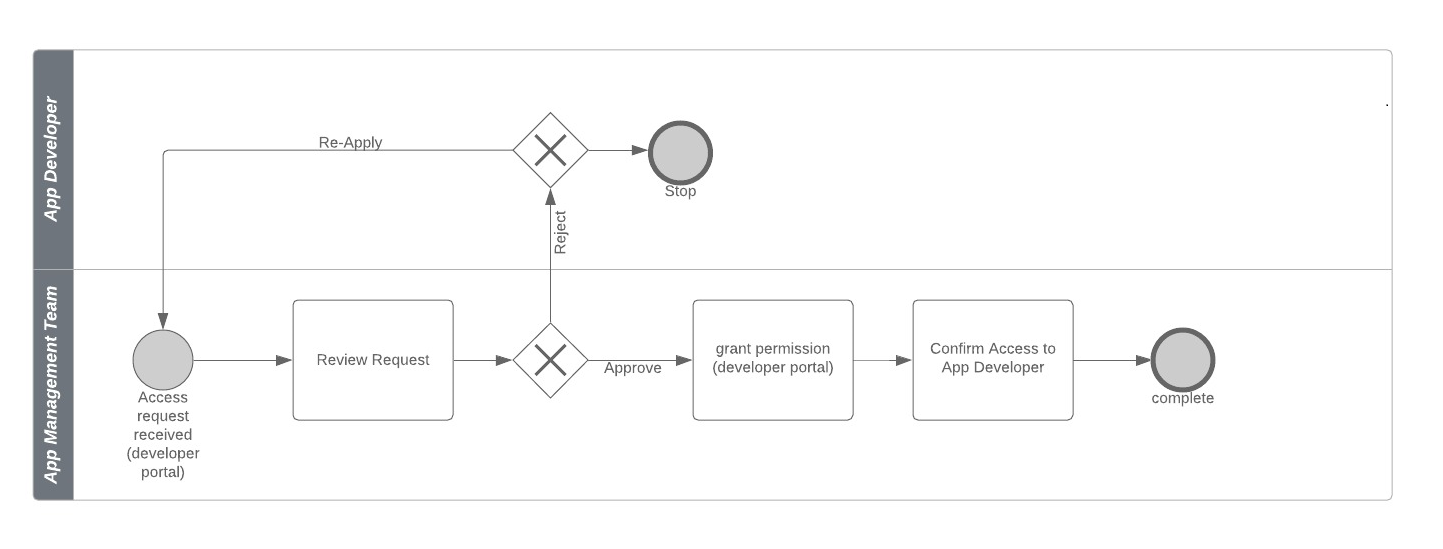 App Developer
Re-Apply
Stop
Reject
App Management Team
Access
request
received
(developer
portal)
Review Request
Approve
grant permission
(developer portal)
Confirm Access to
App Developer
complete
.